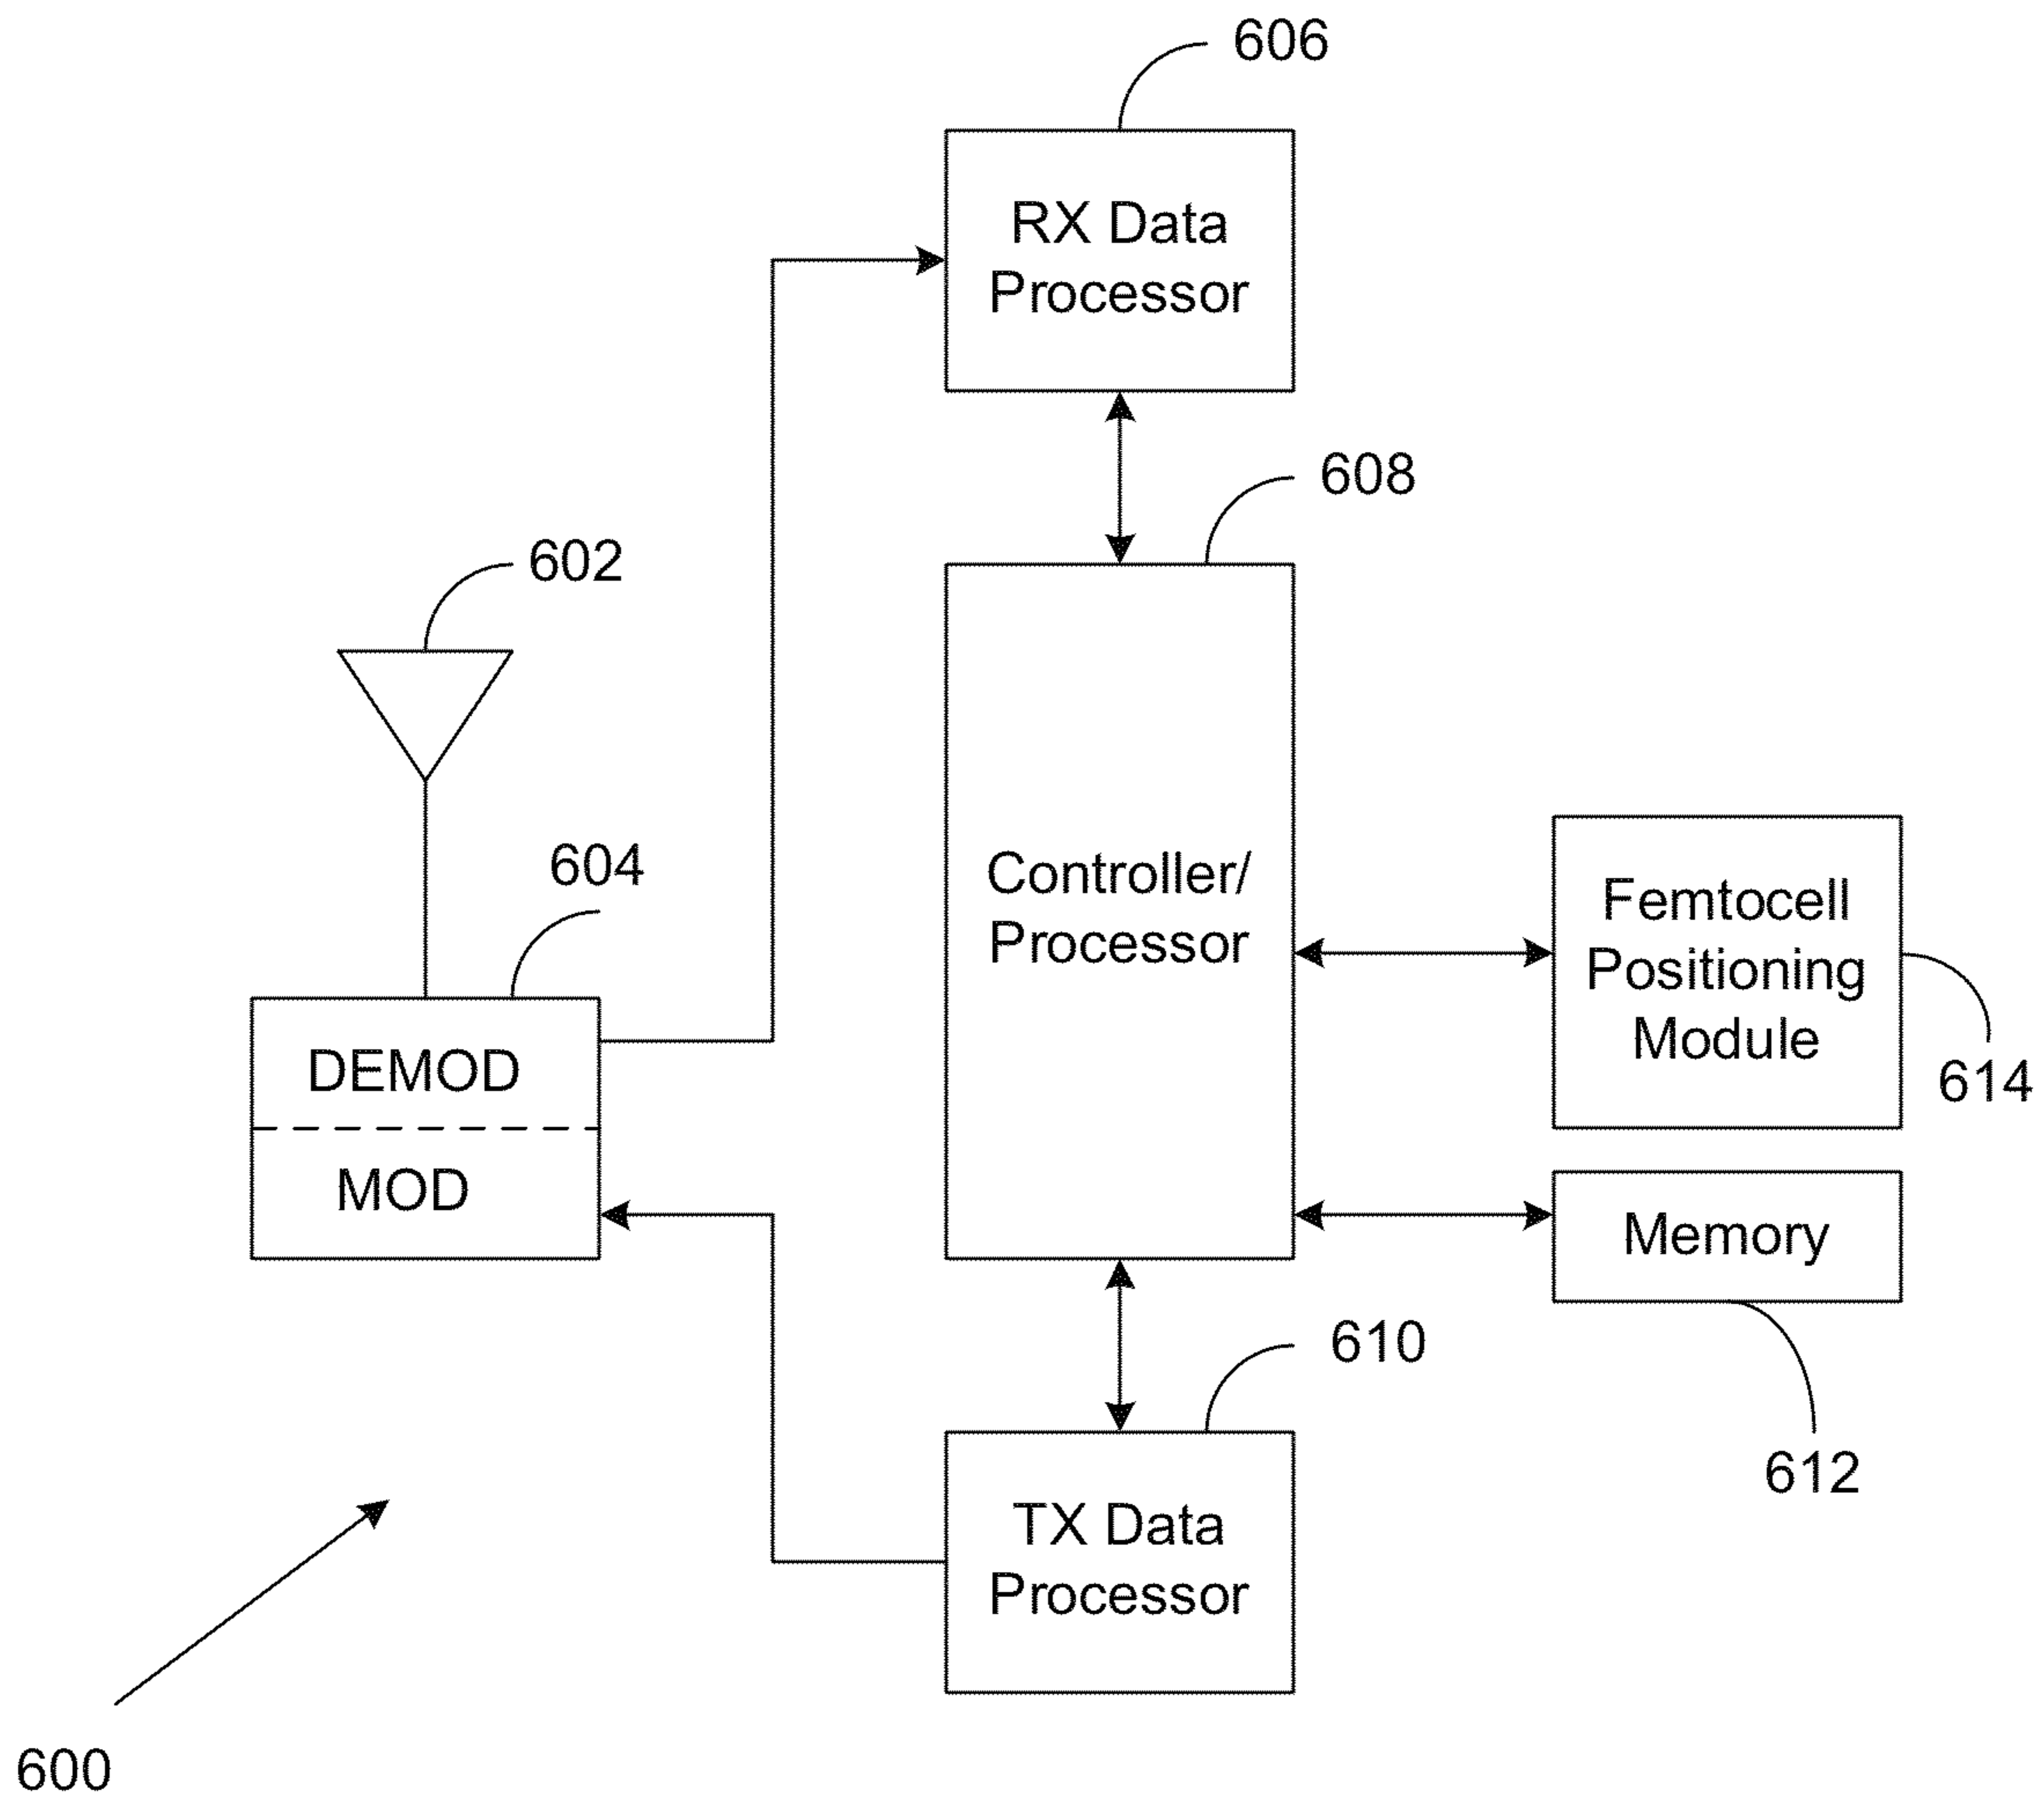 606
RX Data
Processor
608
602
Controller/
Processor
604
Femtocell
Positioning
Module
614
DEMOD
MOD
Memory
610
612
TX Data
Processor
600